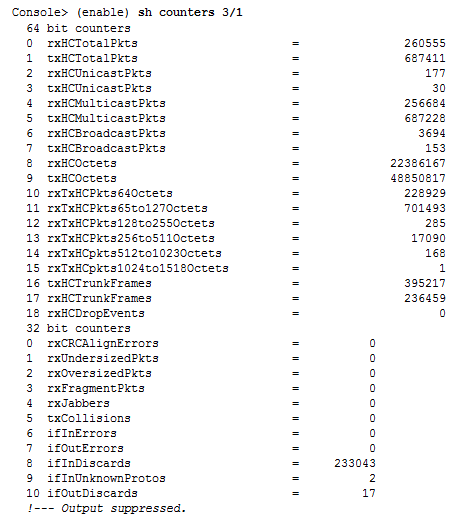 Console> (enable) sh counters 3/1
64 bit counters
0 rxHCTotalPkts = 260555
1 txHCTotalPkts = 687411
2 rxHCUnicastPkts = 177
3 txHCUnicastPkts = 30
4 rxHCMulticastPkts = 256684
5 txHCMulticastPkts = 687228
6 rxHCBroadcastPkts = 3694
7 txHCBroadcastPkts = 153
8 rxHCOctets = 22386167
9 txHCOctets = 48850817
10 rxTxHCPkts64Octets = 228929
11 rxTxHCPkts65to127Octets = 701493
12 rxTxHCPkts128to255Octets = 285
13 rxTxHCPkts256to511Octets = 17090
14 rxTxHCpkts512to1023Octets = 168
15 rxTxHCpkts1024to1518Octets = 1
16 txHCTrunkFrames = 395217
17 rxHCTrunkFrames = 236459
18 rxHCDropEvents = 0
32 bit counters
0 rxCRCAlignErrors = 0
1 rxUndersizedPkts = 0
2 rxOversizedPkts = 0
3 rxFragmentPkts = 0
4 rxJabbers = 0
5 txCollisions = 0
6 ifInErrors = 0
7 ifOutErrors = 0
8 ifInDiscards = 233043
9 ifInUnknownProtos = 2
10 ifOutDiscards = 17
!--- Output suppressed.